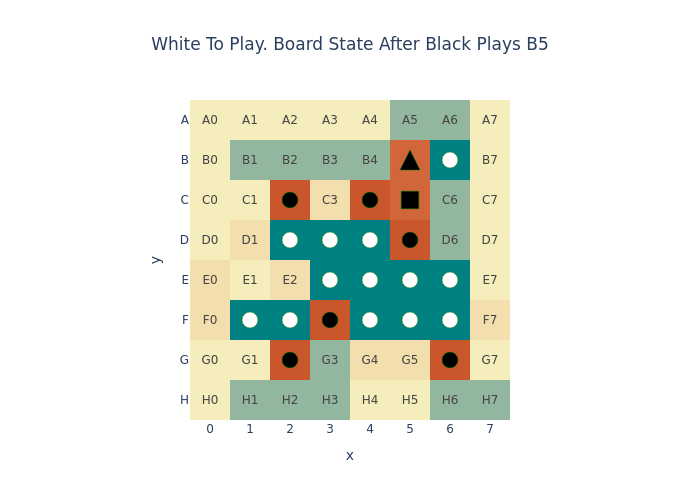 White To Play. Board State After Black Plays B5
A A0 A1 A2 A3 A4 A5 A6 A7
B B0 B1 B2 B3 B4 B7
C C0 C1 C3 C6 C7
D D0 D1 D6 D7
E E0 E1 E2 E7
F F0 F7
G G0 G1 G3 G4 G5 G7
H H0 H1 H2 H3 H4 H5 H6 H7
0 1 2 3 4 5 6 7
x
y